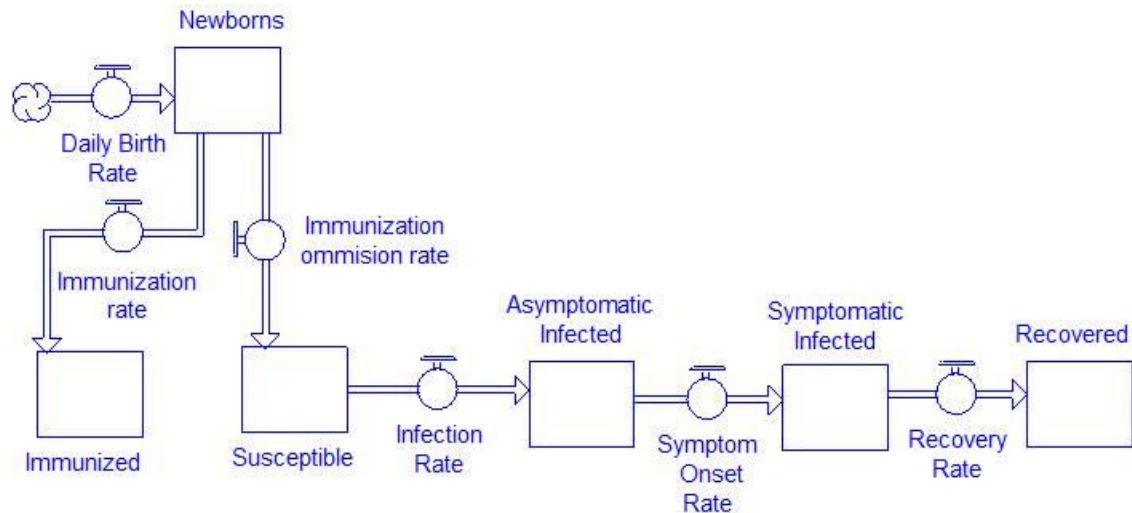 Newborns
Daily Birth
Rate
Immunization
ommision rate
Immunization
rate
Asymptomatic
Infected
Symptomatic
Infected
Recovered
Immunized
Susceptible
Infection
Rate
Symptom
Onset
Rate
Recovery
Rate